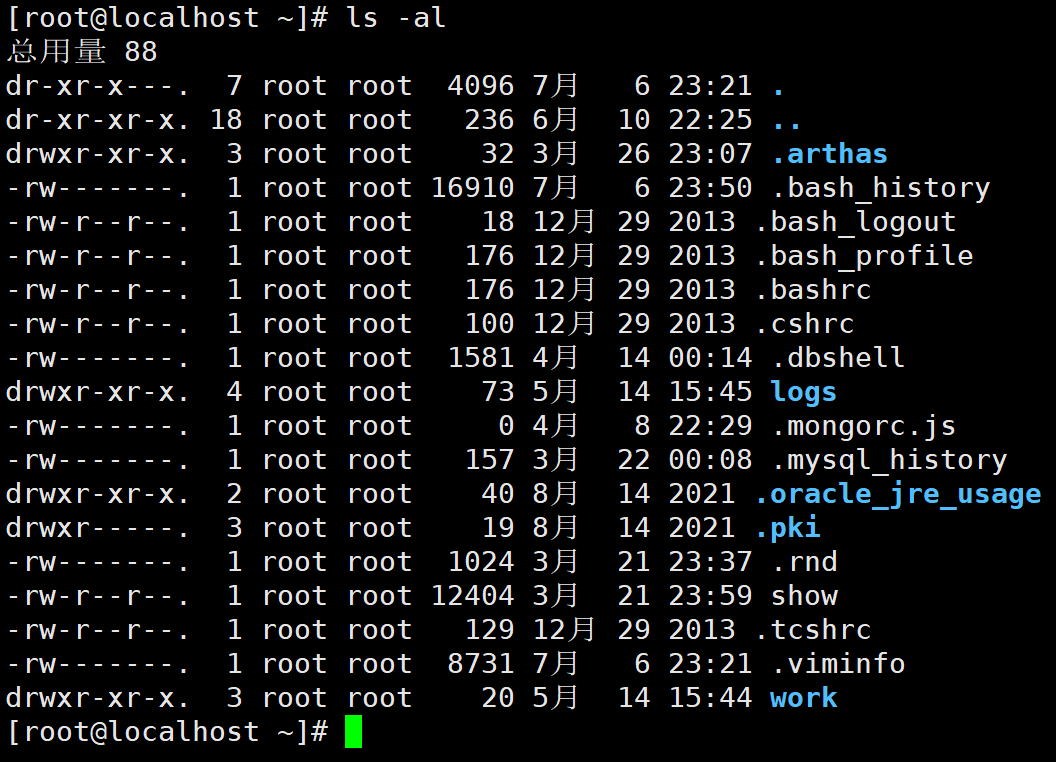 [root@localhost ~]# ls -al
总用量 88
dr-xr-x---.  7 root root  4096 7月   6 23:21 .
dr-xr-xr-x. 18 root root   236 6月  10 22:25 ..
drwxr-xr-x.  3 root root    32 3月  26 23:07 .arthas
-rw-------.  1 root root 16910 7月   6 23:50 .bash_history
-rw-r--r--.  1 root root    18 12月 29 2013 .bash_logout
-rw-r--r--.  1 root root   176 12月 29 2013 .bash_profile
-rw-r--r--.  1 root root   176 12月 29 2013 .bashrc
-rw-r--r--.  1 root root   100 12月 29 2013 .cshrc
-rw-------.  1 root root  1581 4月  14 00:14 .dbshell
drwxr-xr-x.  4 root root    73 5月  14 15:45 logs
-rw-------.  1 root root     0 4月   8 22:29 .mongorc.js
-rw-------.  1 root root   157 3月  22 00:08 .mysql_history
drwxr-xr-x.  2 root root    40 8月  14 2021 .oracle_jre_usage
drwxr-----.  3 root root    19 8月  14 2021 .pki
-rw-------.  1 root root  1024 3月  21 23:37 .rnd
-rw-r--r--.  1 root root 12404 3月  21 23:59 show
-rw-r--r--.  1 root root   129 12月 29 2013 .tcshrc
-rw-------.  1 root root  8731 7月   6 23:21 .viminfo
drwxr-xr-x.  3 root root    20 5月  14 15:44 work
[root@localhost ~]#